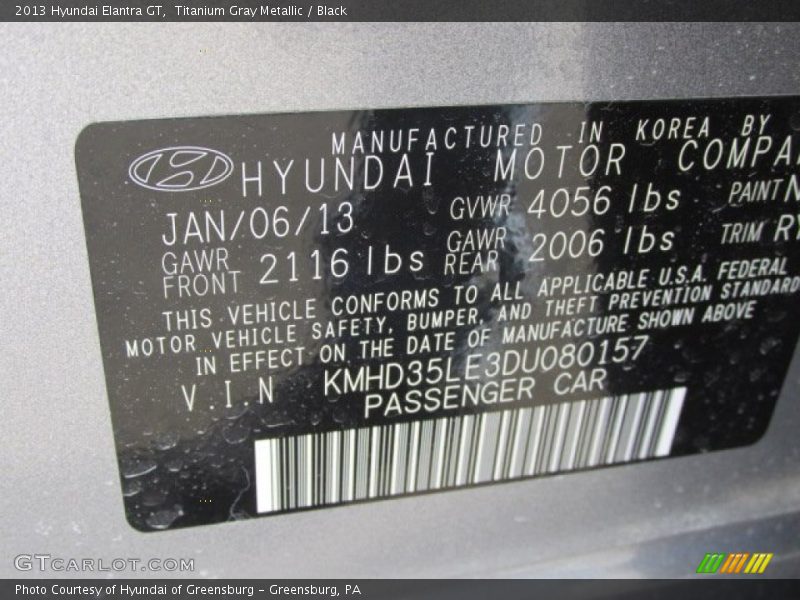 2013 Hyundai Elantra GT,  Titanium Gray Metallic / Black
MANUFACTURED IN KOREA BY
HYUNDAI MOTOR COMPA
JAN/06/13 GVWR 4056 lbs PAINT N
GAWR FRONT 2116 lbs GAWR REAR 2006 lbs TRIM RY
THIS VEHICLE CONFORMS TO ALL APPLICABLE U.S.A. FEDERAL
MOTOR VEHICLE SAFETY, BUMPER, AND THEFT PREVENTION STANDARD
IN EFFECT ON THE DATE OF MANUFACTURE SHOWN ABOVE
V.I.N KMHD35LE3DU080157
PASSENGER CAR
GTCARLOT.COM
Photo Courtesy of Hyundai of Greensburg - Greensburg, PA